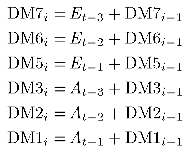 DM7ᵢ = Eₜ₋₃ + DM7ᵢ₋₁
DM6ᵢ = Eₜ₋₂ + DM6ᵢ₋₁
DM5ᵢ = Eₜ₋₁ + DM5ᵢ₋₁
DM3ᵢ = Aₜ₋₃ + DM3ᵢ₋₁
DM2ᵢ = Aₜ₋₂ + DM2ᵢ₋₁
DM1ᵢ = Aₜ₋₁ + DM1ᵢ₋₁